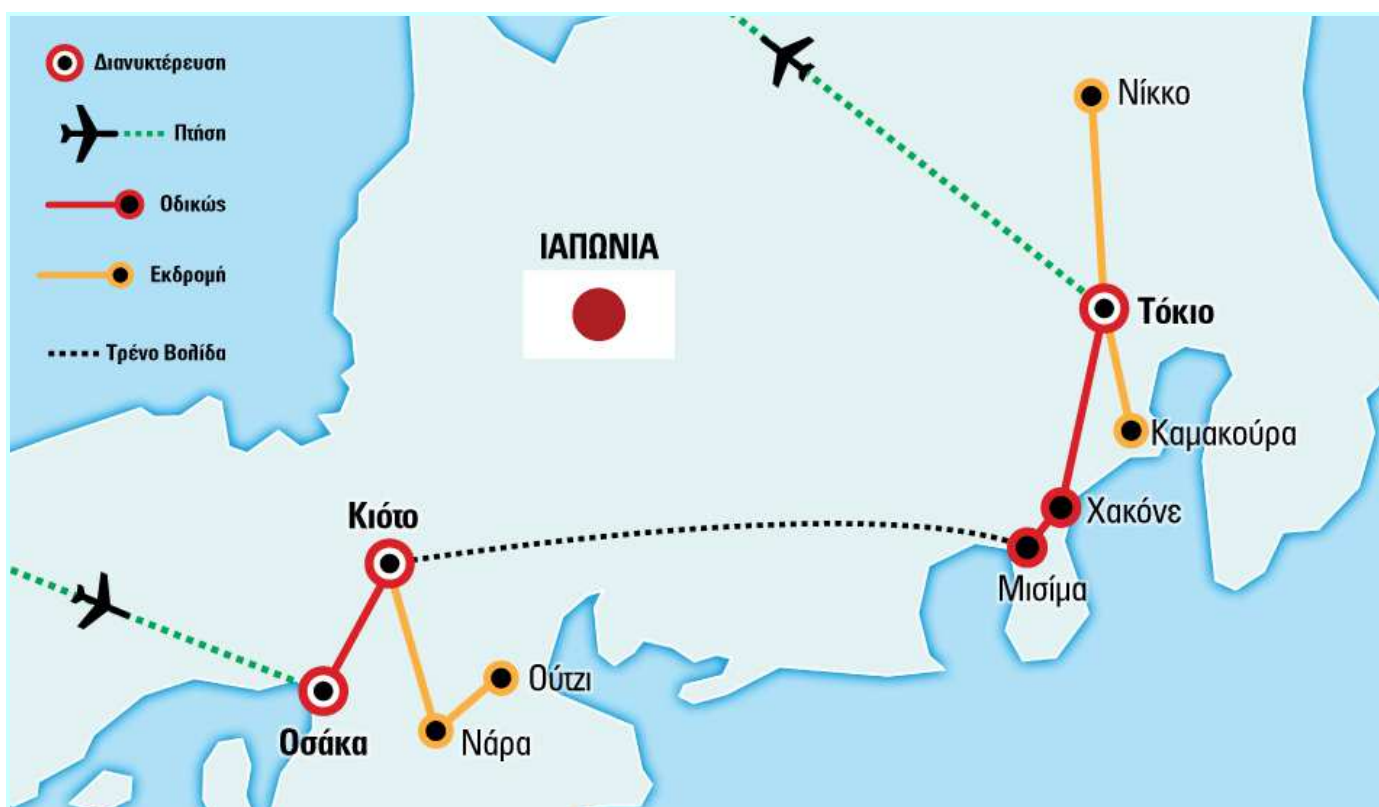 Διανυκτέρευση
Πτήση
Οδικώς
Εκδρομή
Τρένο Βολίδα
ΙΑΠΩΝΙΑ
Νίκκο
Τόκιο
Καμακούρα
Χακόνε
Μισίμα
Κιότο
Ούτζι
Νάρα
Οσάκα